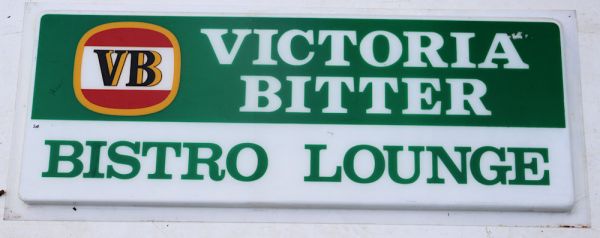 VB
VICTORIA
BITTER
BISTRO LOUNGE